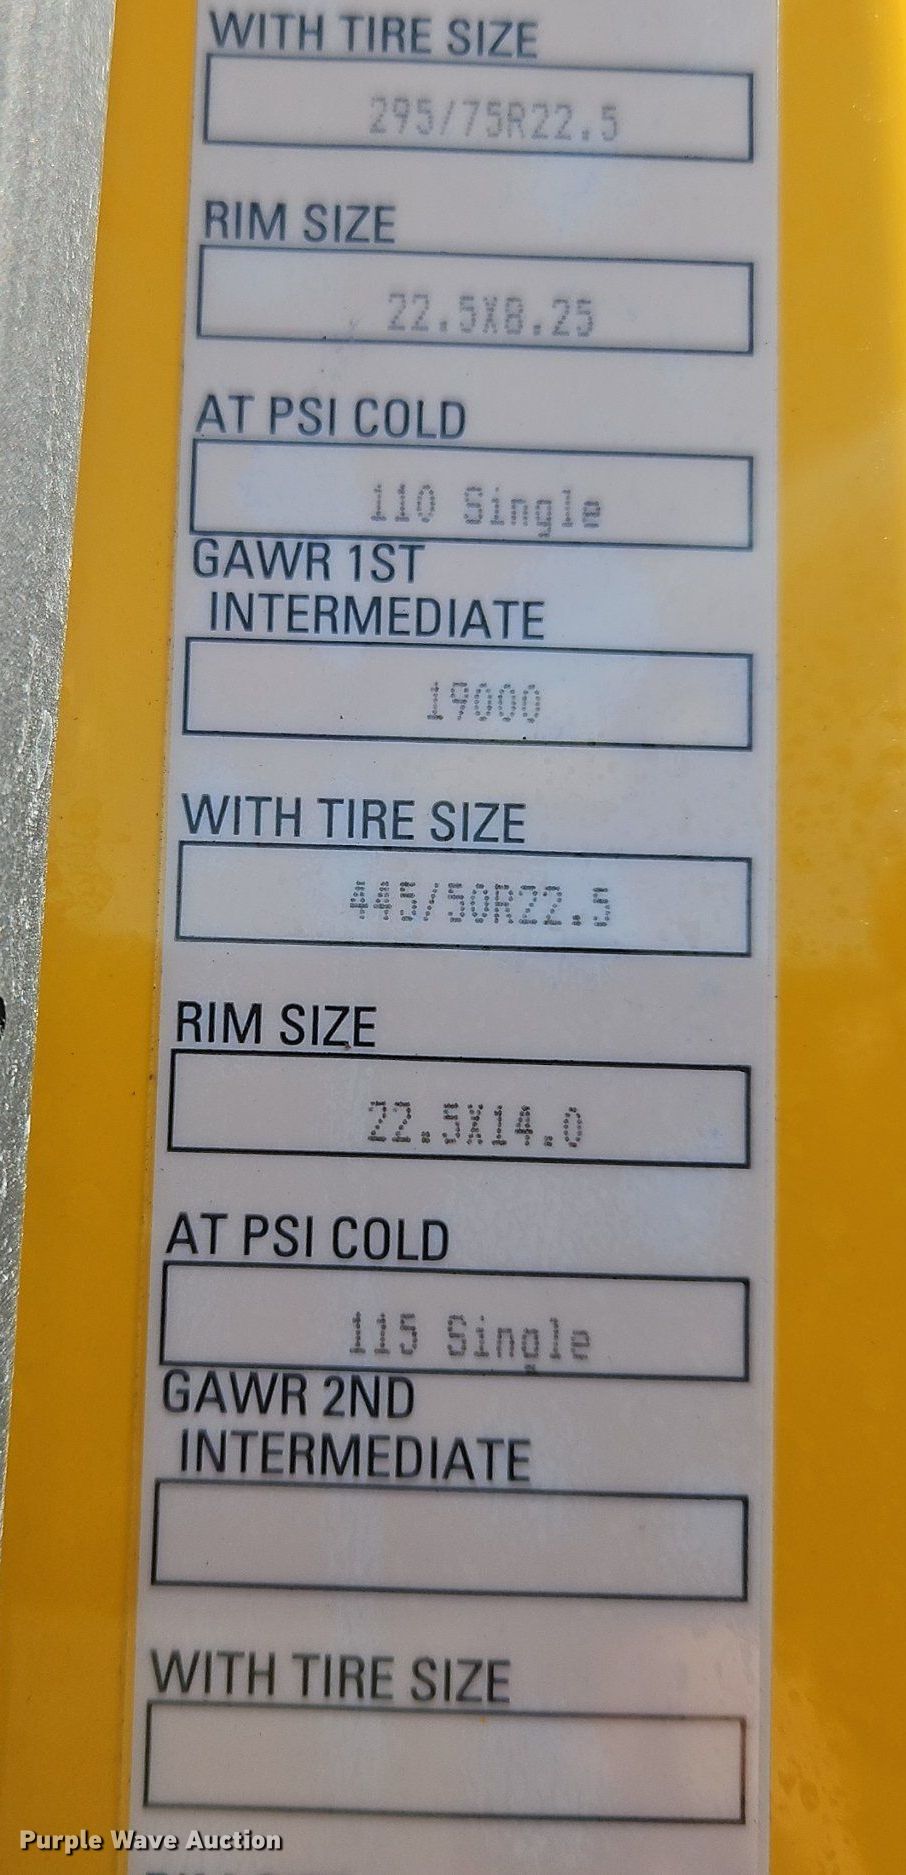 WITH TIRE SIZE
295/75R22.5
RIM SIZE
22.5X8.25
AT PSI COLD
110 Single
GAWR 1ST
INTERMEDIATE
19000
WITH TIRE SIZE
445/50R22.5
RIM SIZE
22.5X14.0
AT PSI COLD
115 Single
GAWR 2ND
INTERMEDIATE
WITH TIRE SIZE
Purple Wave Auction